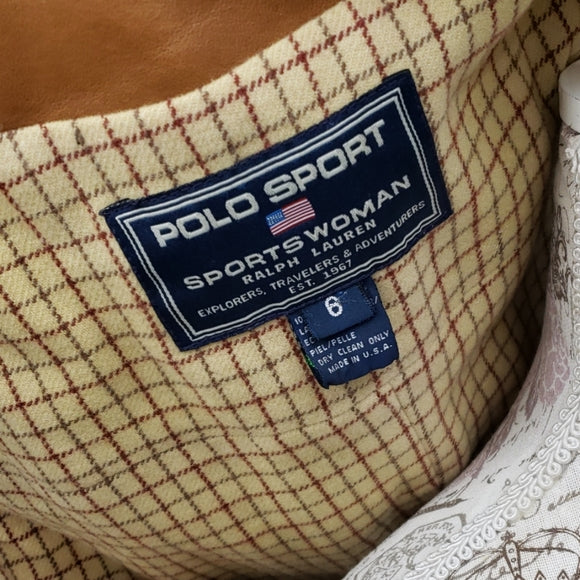 POLO SPORT
SPORTSWOMAN
RALPH LAUREN
EXPLORERS, TRAVELERS & ADVENTURERS
EST. 1967
6
PIEL/PELLE
DRY CLEAN ONLY
MADE IN U.S.A.